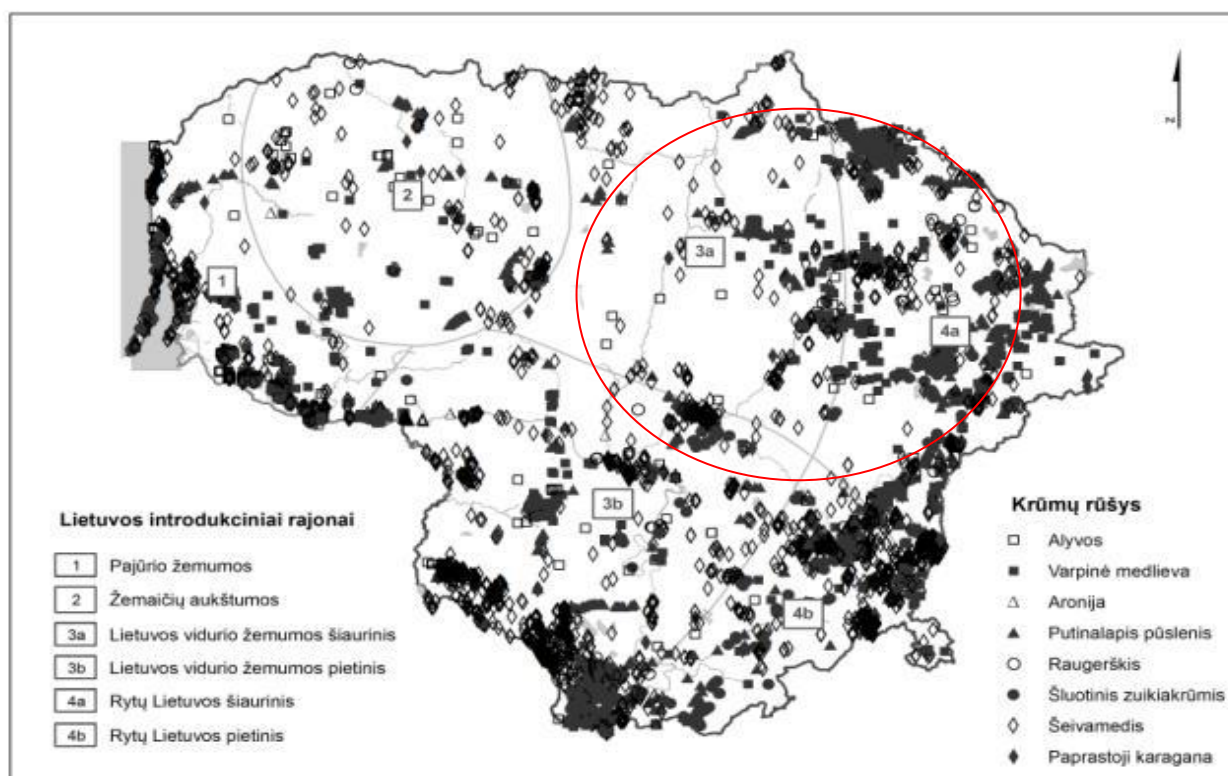 N
2
3a
1
4a
3b
4b
Lietuvos introdukciniai rajonai
1 Pajūrio žemumos
2 Žemaičių aukštumos
3a Lietuvos vidurio žemumos šiaurinis
3b Lietuvos vidurio žemumos pietinis
4a Rytų Lietuvos šiaurinis
4b Rytų Lietuvos pietinis
Krūmų rūšys
Alyvos
Varpinė medlieva
Aronija
Putinalapis pūslenis
Raugerškis
Šluotinis zuikiakrūmis
Šeivamedis
Paprastoji karagana